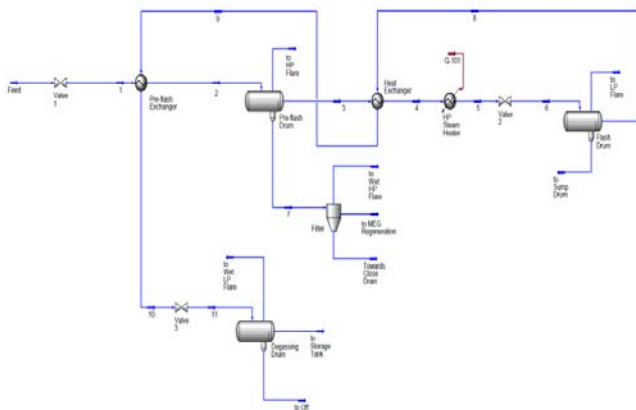 9
8
to
HP
Flare
Q-101
to
LP
Flare
Feed
Valve
1
1
Pre-flash
Exchanger
2
Pre-flash
Drum
3
Heat
Exchanger
4
HP
Steam
Heater
5
Valve
2
6
Flash
Drum
to
Sump
Drum
7
to
Wet
HP
Flare
Filter
to MEG
Regeneration
Towards
Close
Drain
to
Wet
LP
Flare
10
Valve
3
11
Degassing
Drum
to
Storage
Tank
to Off